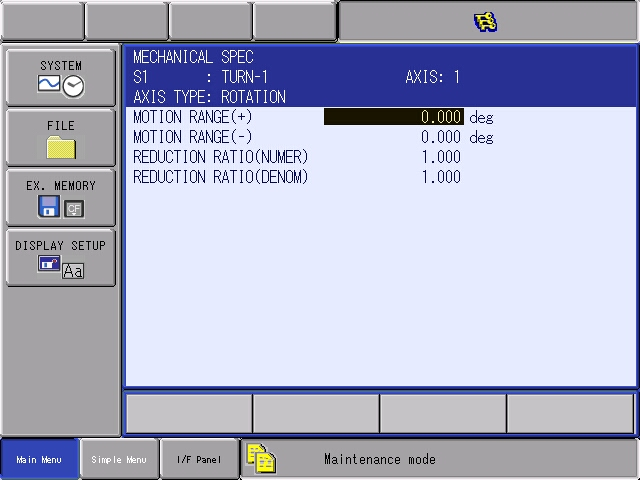 SYSTEM
FILE
EX. MEMORY
CF
DISPLAY SETUP
Aa
MECHANICAL SPEC
S1 : TURN-1 AXIS: 1
AXIS TYPE: ROTATION
MOTION RANGE(+) 0.000 deg
MOTION RANGE(-) 0.000 deg
REDUCTION RATIO(NUMER) 1.000
REDUCTION RATIO(DENOM) 1.000
Main Menu
Simple Menu
I/F Panel
Maintenance mode